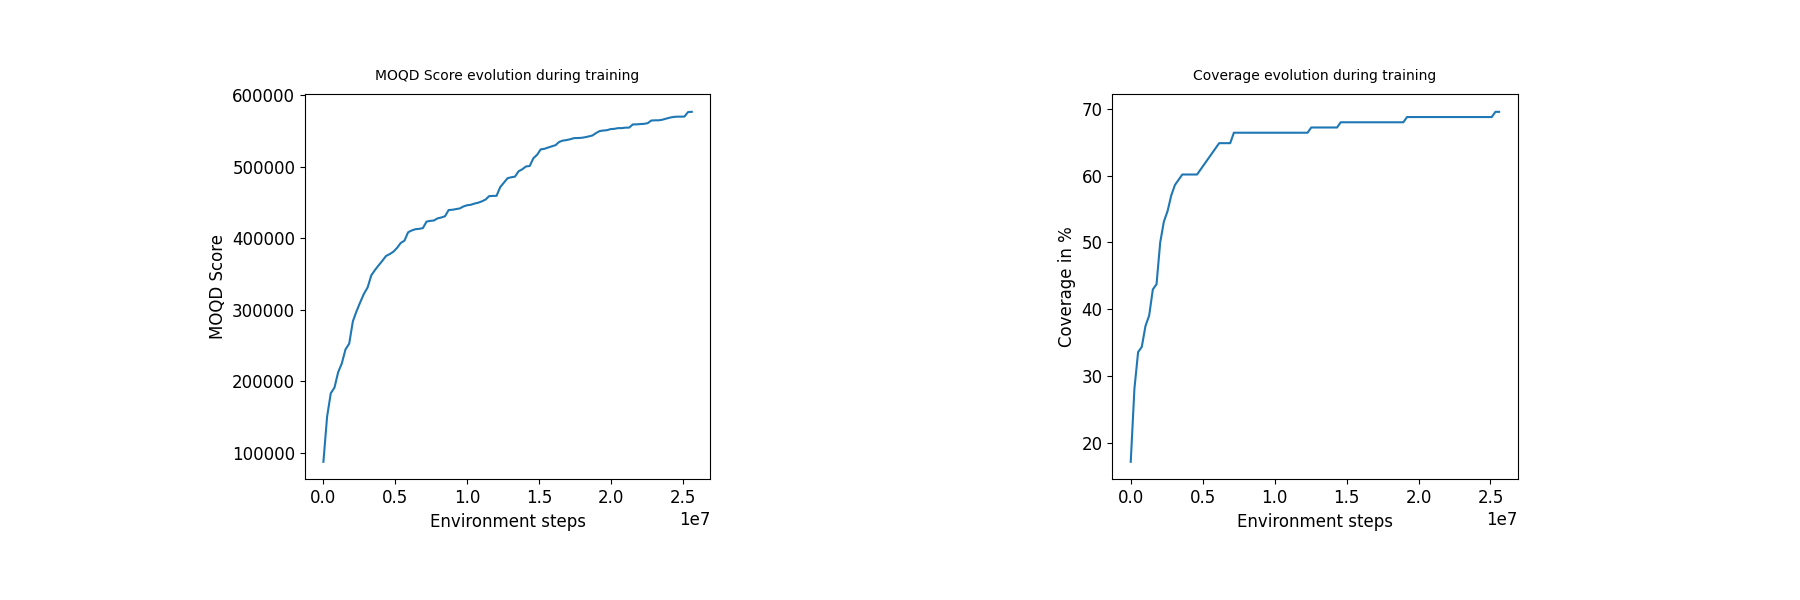 MOQD Score evolution during training
600000
500000
400000
300000
200000
100000
MOQD Score
0.0 0.5 1.0 1.5 2.0 2.5
1e7
Environment steps
Coverage evolution during training
70
60
50
40
30
20
Coverage in %
0.0 0.5 1.0 1.5 2.0 2.5
1e7
Environment steps